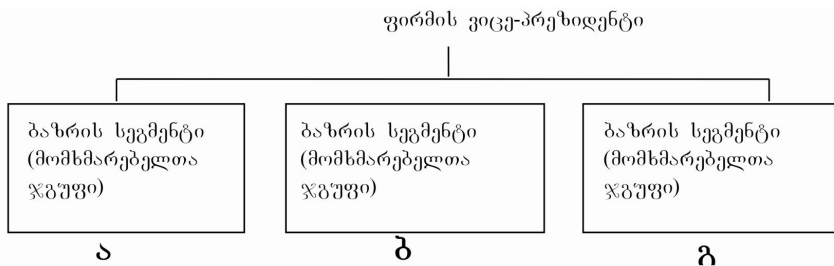 ფირმის ვიცე-პრეზიდენტი
ბაზრის სეგმენტი
(მომხმარებელთა
ჯგუფი)
ბაზრის სეგმენტი
(მომხმარებელთა
ჯგუფი)
ბაზრის სეგმენტი
(მომხმარებელთა
ჯგუფი)
ა
ბ
გ